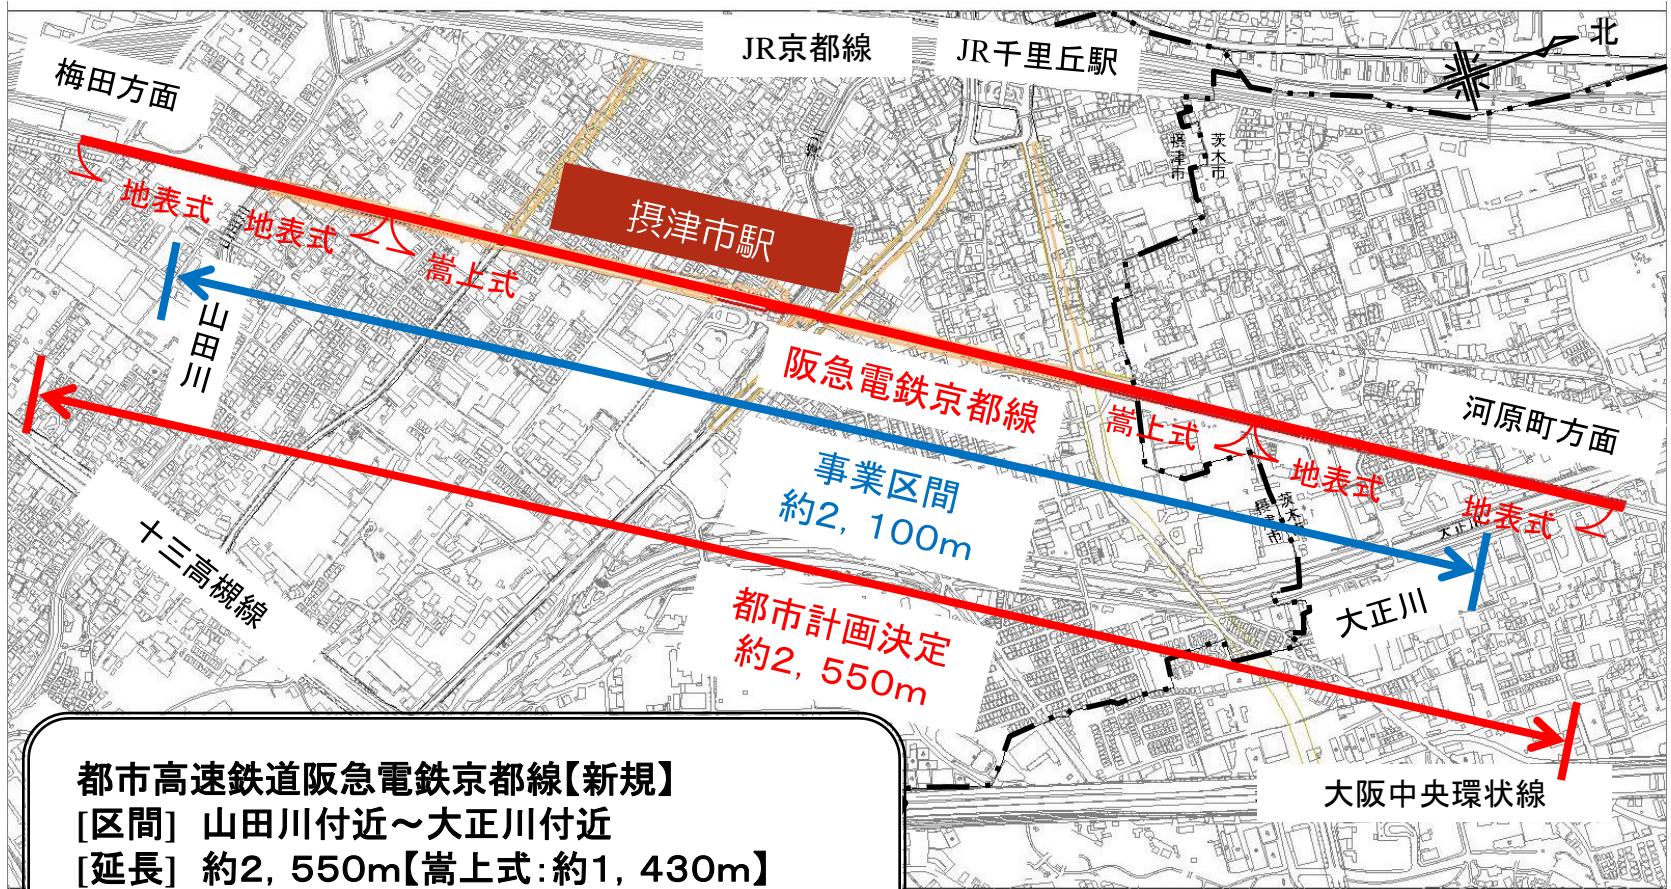 JR京都線
JR千里丘駅
北
梅田方面
摂津市
茨木市
地表式
地表式
嵩上式
摂津市駅
山田川
阪急電鉄京都線
嵩上式
地表式
地表式
河原町方面
事業区間
約2，100m
摂津市
茨木市
大正川
十三高槻線
都市計画決定
約2，550m
大正川
大阪中央環状線
都市高速鉄道阪急電鉄京都線【新規】
[区間] 山田川付近～大正川付近
[延長] 約2，550m【嵩上式：約1，430m】